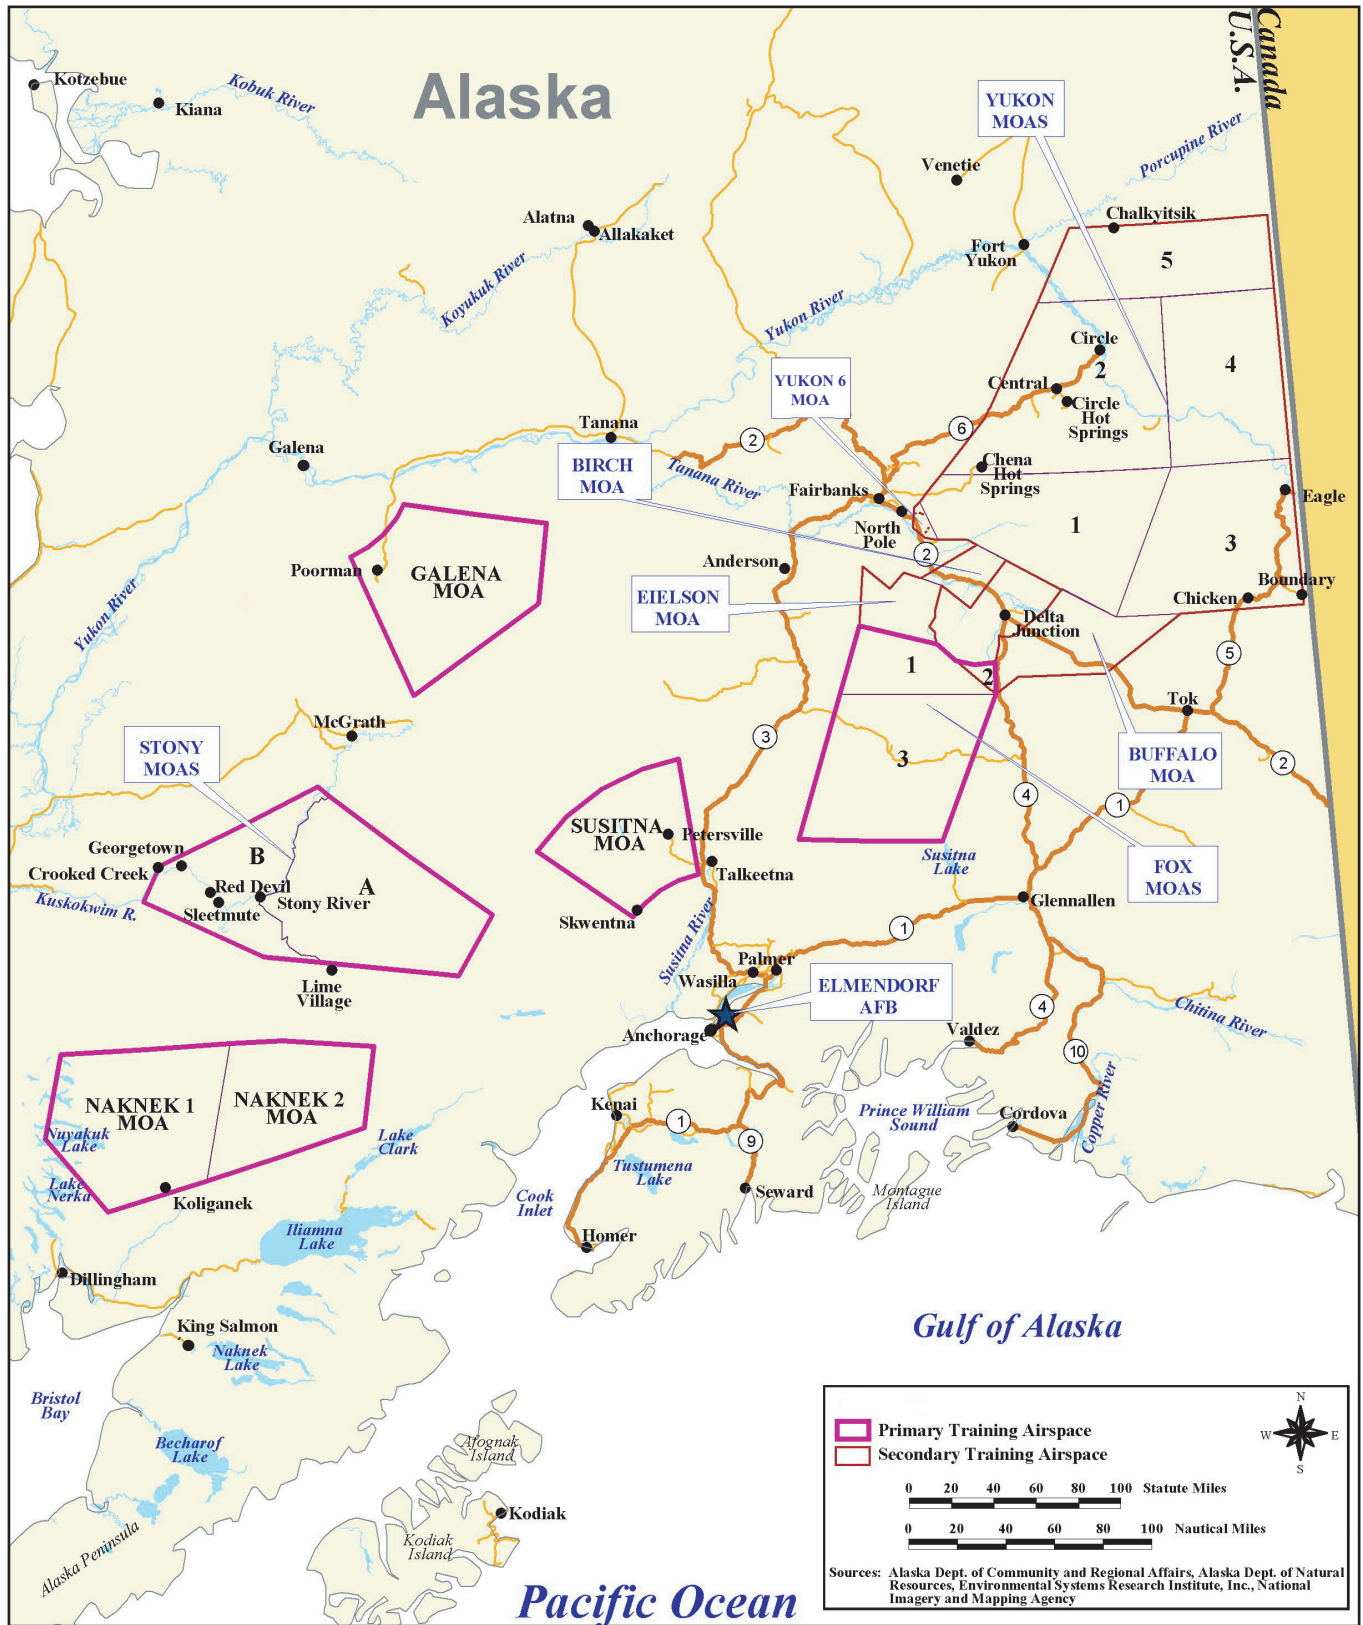 Alaska
Canada
U.S.A.
Kotzebue
Kiana
Kobuk River
YUKON
MOAS
Porcupine River
Venetie
Chalkyitsik
Alatna
Allakaket
Fort
Yukon
5
Koyukuk River
Yukon River
Circle
2
4
YUKON 6
MOA
Central
Circle
Hot
Springs
Tanana
2
6
Galena
BIRCH
MOA
Tanana River
Chena
Hot
Springs
Fairbanks
Eagle
North
Pole
1
3
2
Poorman
GALENA
MOA
Anderson
Boundary
Chicken
EIELSON
MOA
Delta
Junction
Yukon River
1
2
5
McGrath
Tok
STONY
MOAS
3
3
BUFFALO
MOA
2
4
1
SUSITNA
MOA
Petersville
Georgetown
B
Crooked Creek
Talkeetna
Susitna
Lake
FOX
MOAS
A
Red Devil
Stony River
Kuskokwim R.
Sleetmute
Skwentna
Glennallen
1
Susitna River
Lime
Village
Palmer
Wasilla
ELMENDORF
AFB
4
Chitina River
Anchorage
Valdez
10
NAKNEK 1
MOA
NAKNEK 2
MOA
Kenai
1
Prince William
Sound
Cordova
Copper River
Nuyakuk
Lake
Lake
Clark
9
Tustumena
Lake
Lake
Nerka
Koliganek
Cook
Inlet
Seward
Montague
Island
Iliamna
Lake
Homer
Dillingham
King Salmon
Naknek
Lake
Gulf of Alaska
Bristol
Bay
Becharof
Lake
Afognak
Island
Kodiak
Kodiak
Island
Alaska Peninsula
Pacific Ocean
N
W
E
S
Primary Training Airspace
Secondary Training Airspace
0 20 40 60 80 100 Statute Miles
0 20 40 60 80 100 Nautical Miles
Sources: Alaska Dept. of Community and Regional Affairs, Alaska Dept. of Natural
Resources, Environmental Systems Research Institute, Inc., National
Imagery and Mapping Agency